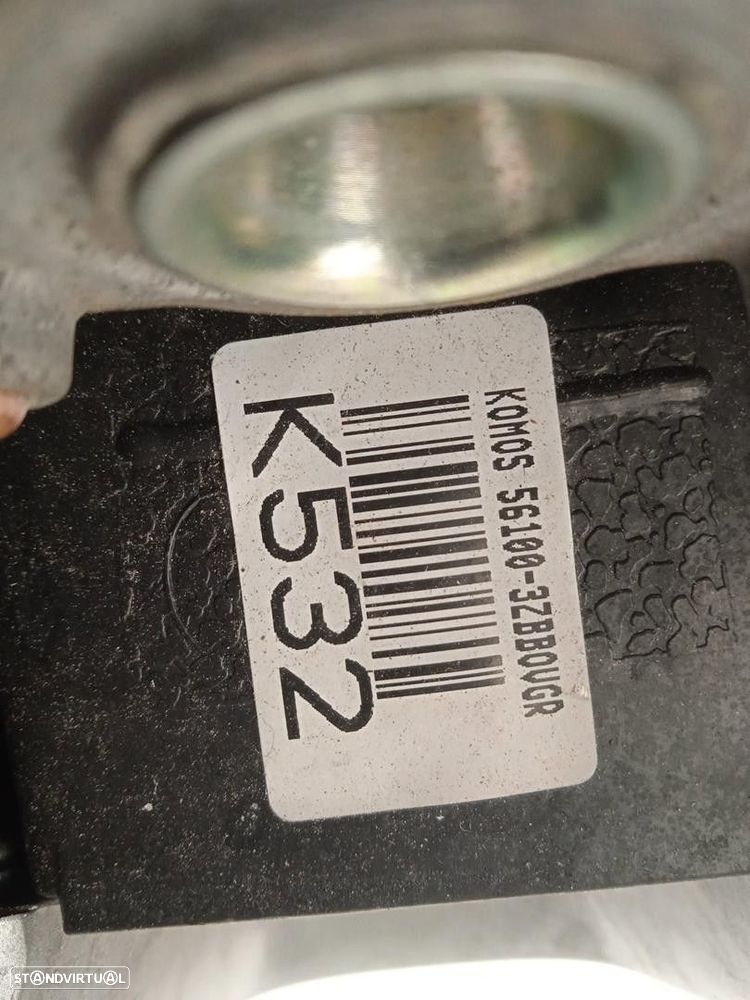 KOMOS 56100-3ZBB0VGR
K532
STANDVIRTUAL